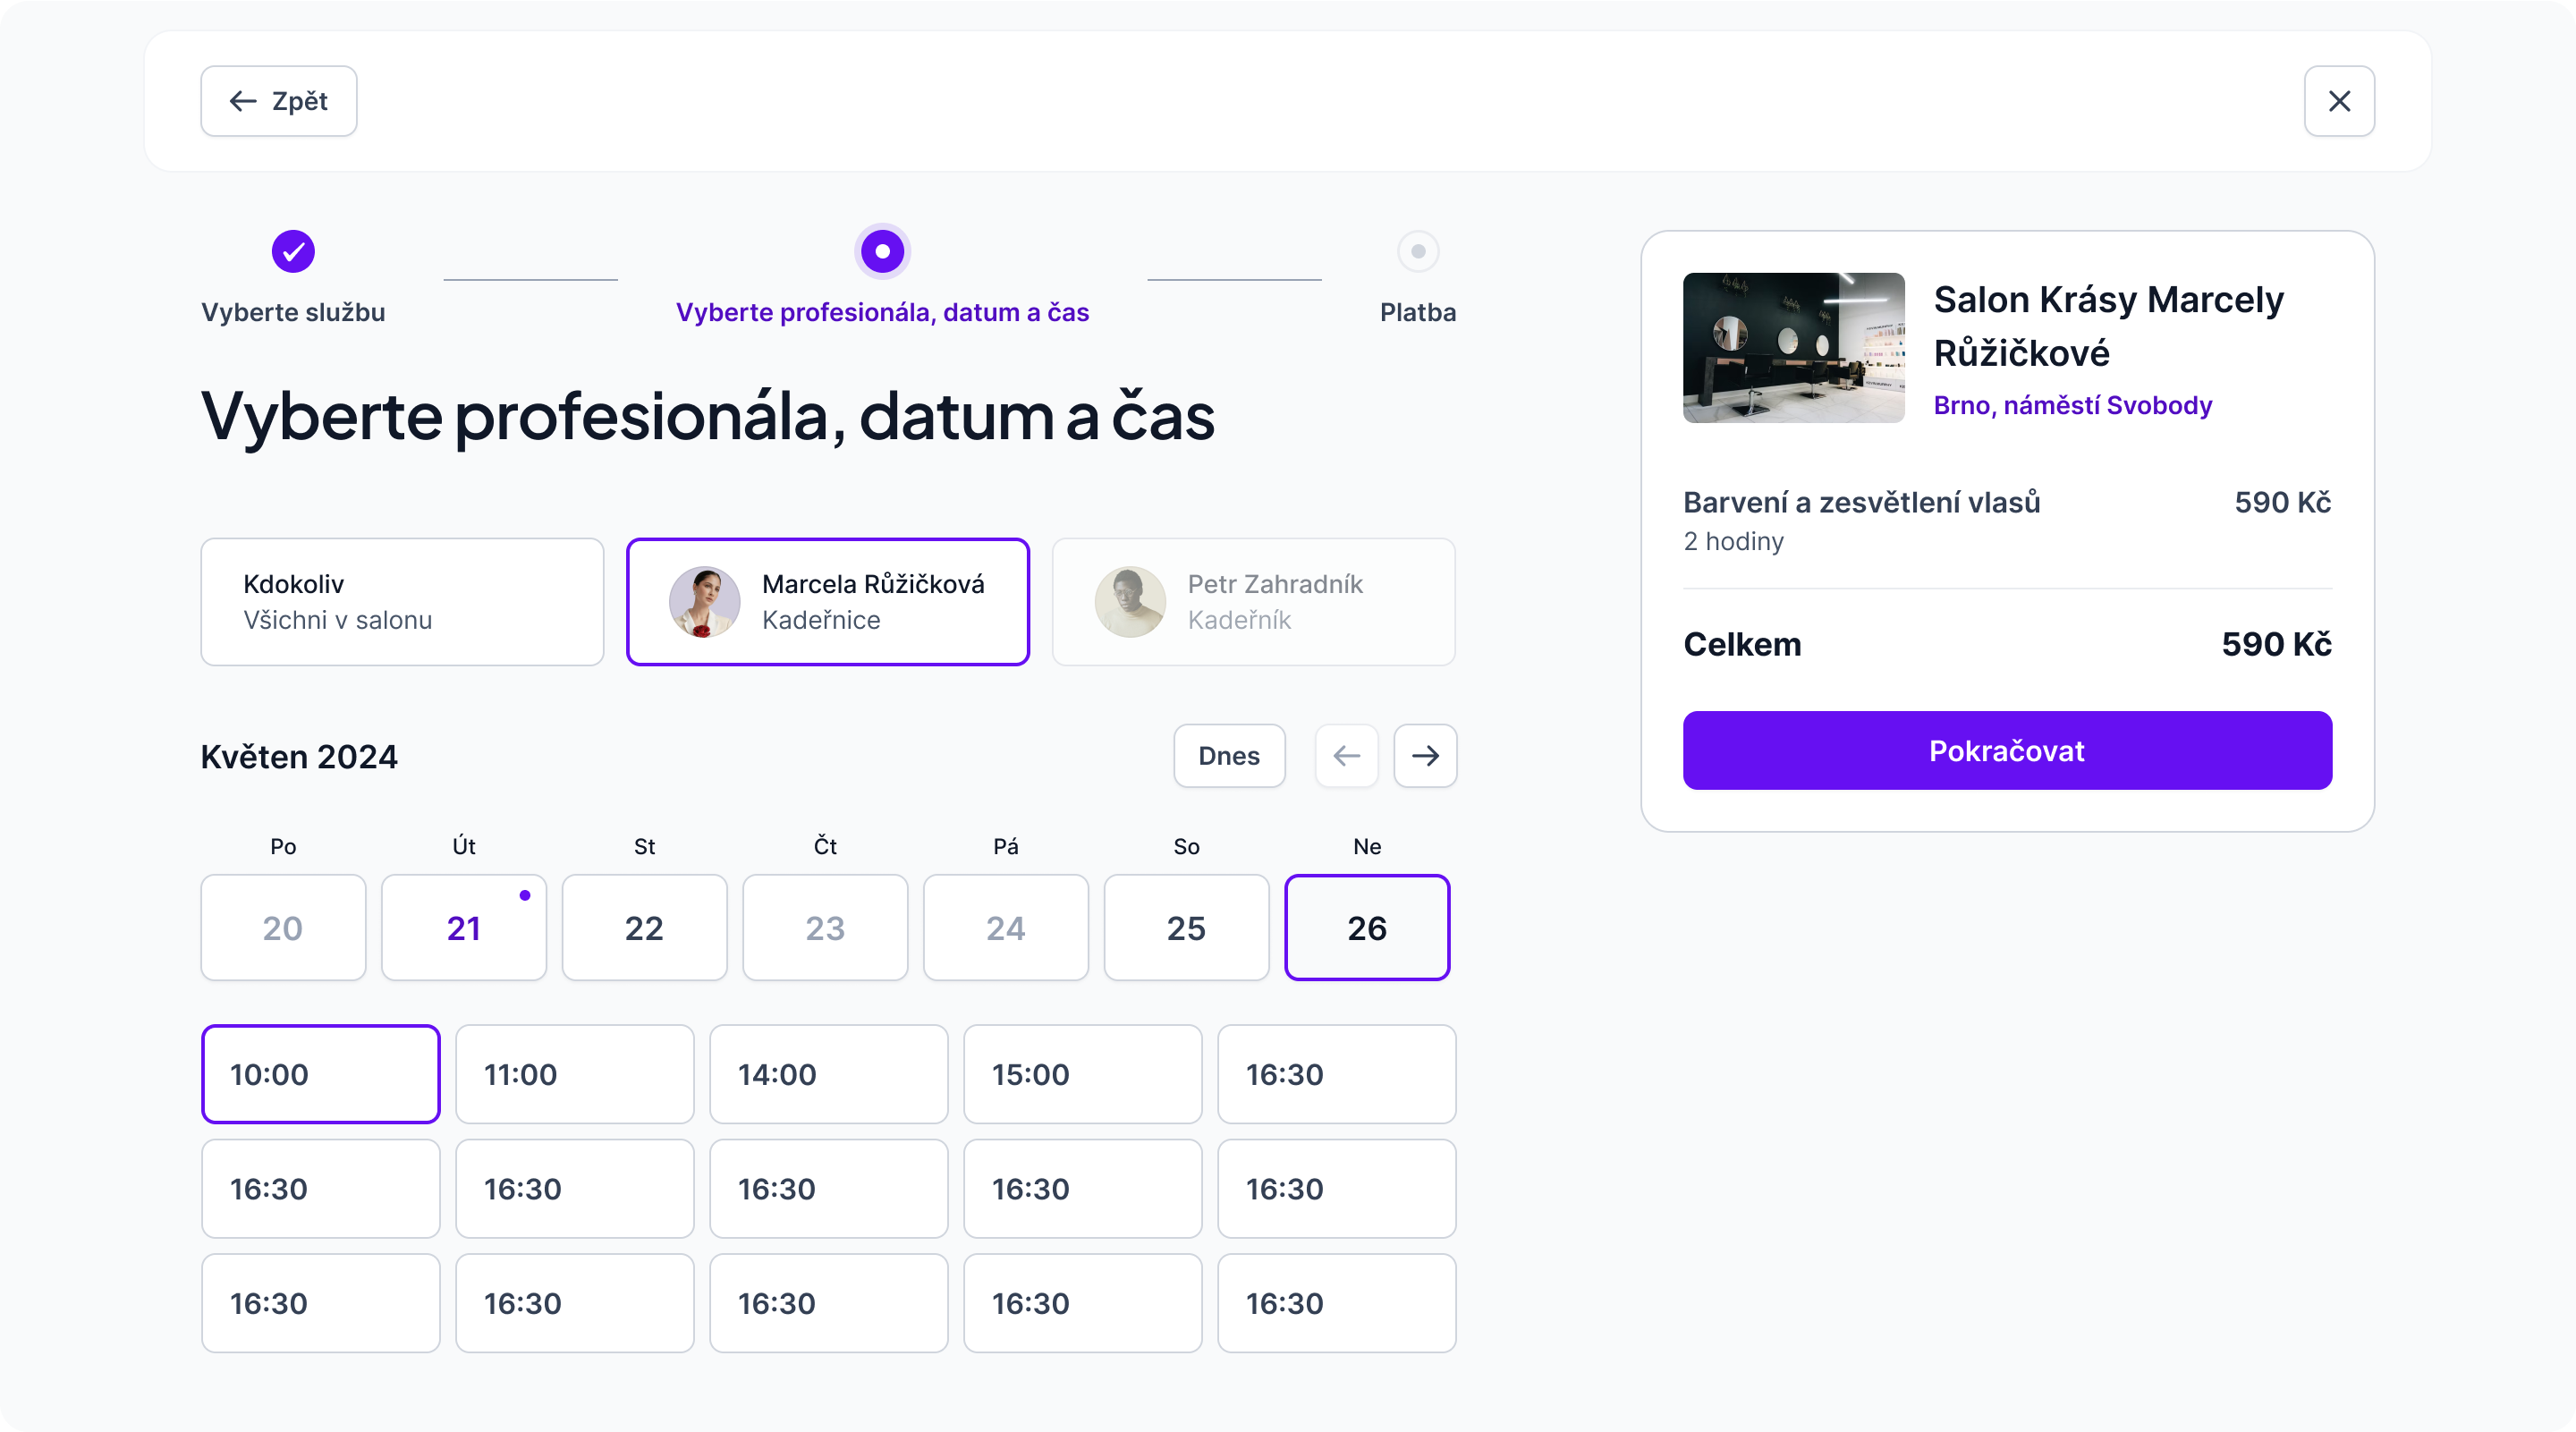 Zpět
Vyberte službu
Vyberte profesionála, datum a čas
Platba
Vyberte profesionála, datum a čas
Kdokoliv
Všichni v salonu
Marcela Růžičková
Kadeřnice
Petr Zahradník
Kadeřník
Květen 2024
Dnes
Po Út St Čt Pá So Ne
20 21 22 23 24 25 26
10:00 11:00 14:00 15:00 16:30
16:30 16:30 16:30 16:30 16:30
16:30 16:30 16:30 16:30 16:30
Salon Krásy Marcely
Růžičkové
Brno, náměstí Svobody
Barvení a zesvětlení vlasů 590 Kč
2 hodiny
Celkem 590 Kč
Pokračovat